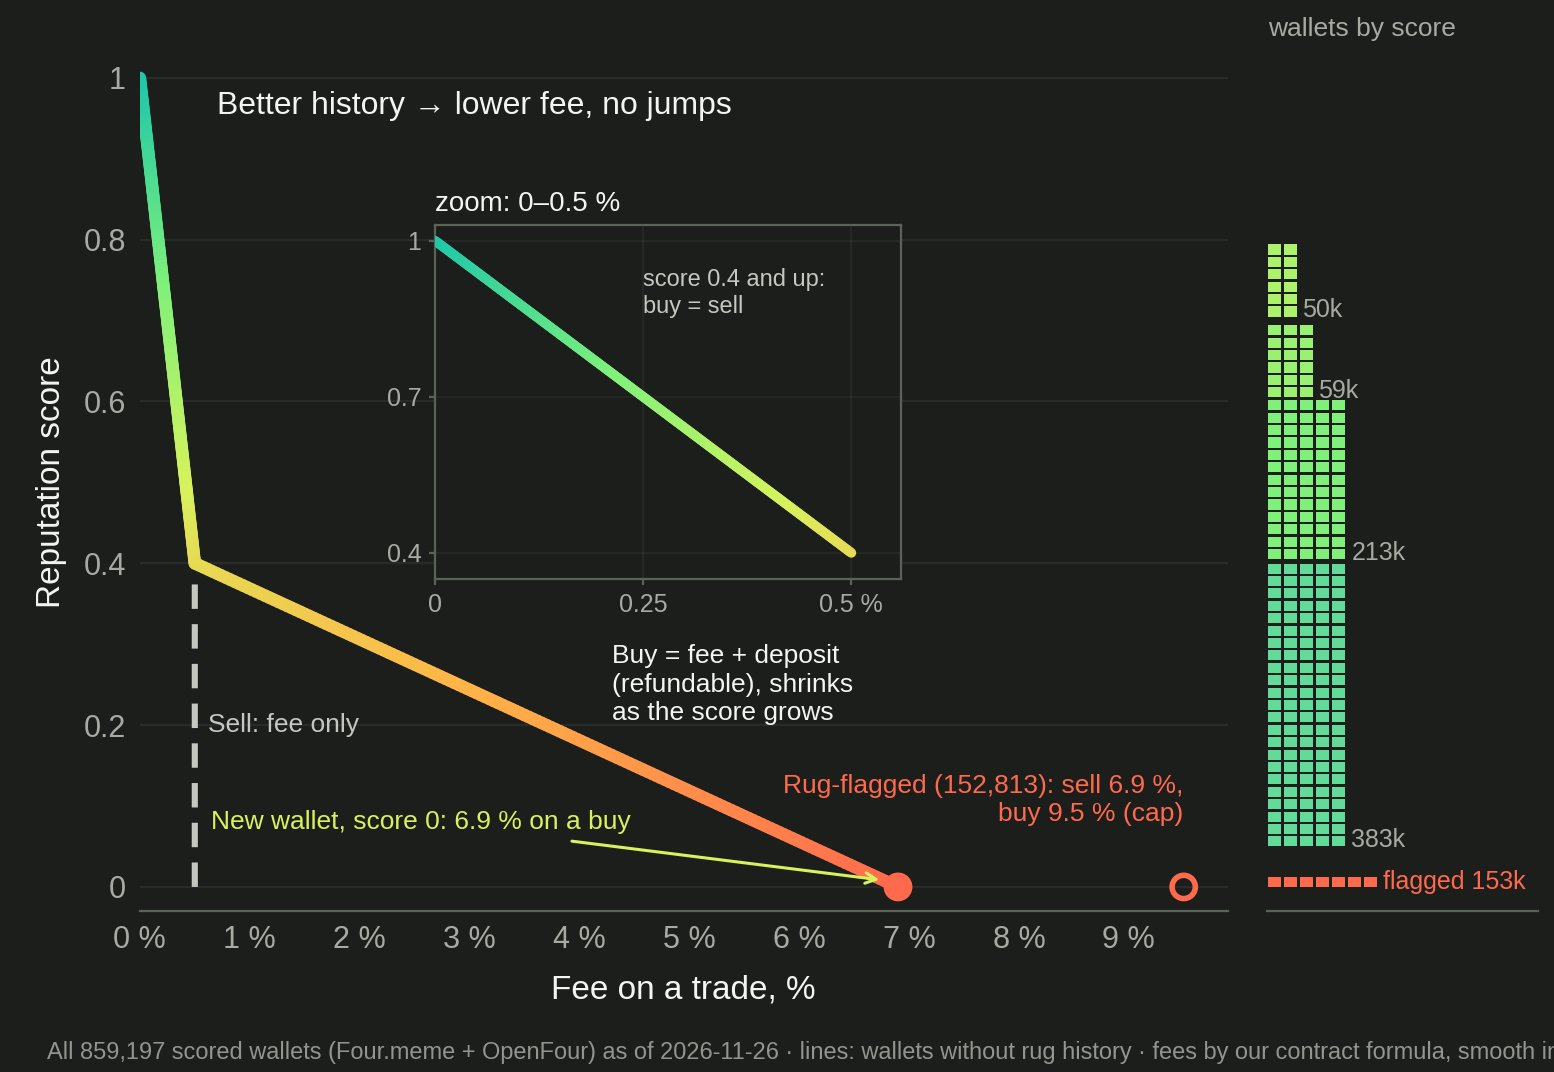 wallets by score
1
Better history → lower fee, no jumps
zoom: 0–0.5 %
0.8
1
score 0.4 and up:
buy = sell
50k
0.6
0.7
59k
Reputation score
0.4
0.4
213k
0
0.25
0.5 %
Buy = fee + deposit
(refundable), shrinks
as the score grows
0.2
Sell: fee only
Rug-flagged (152,813): sell 6.9 %,
buy 9.5 % (cap)
New wallet, score 0: 6.9 % on a buy
383k
0
flagged 153k
0 %
1 %
2 %
3 %
4 %
5 %
6 %
7 %
8 %
9 %
Fee on a trade, %
All 859,197 scored wallets (Four.meme + OpenFour) as of 2026-11-26 · lines: wallets without rug history · fees by our contract formula, smooth